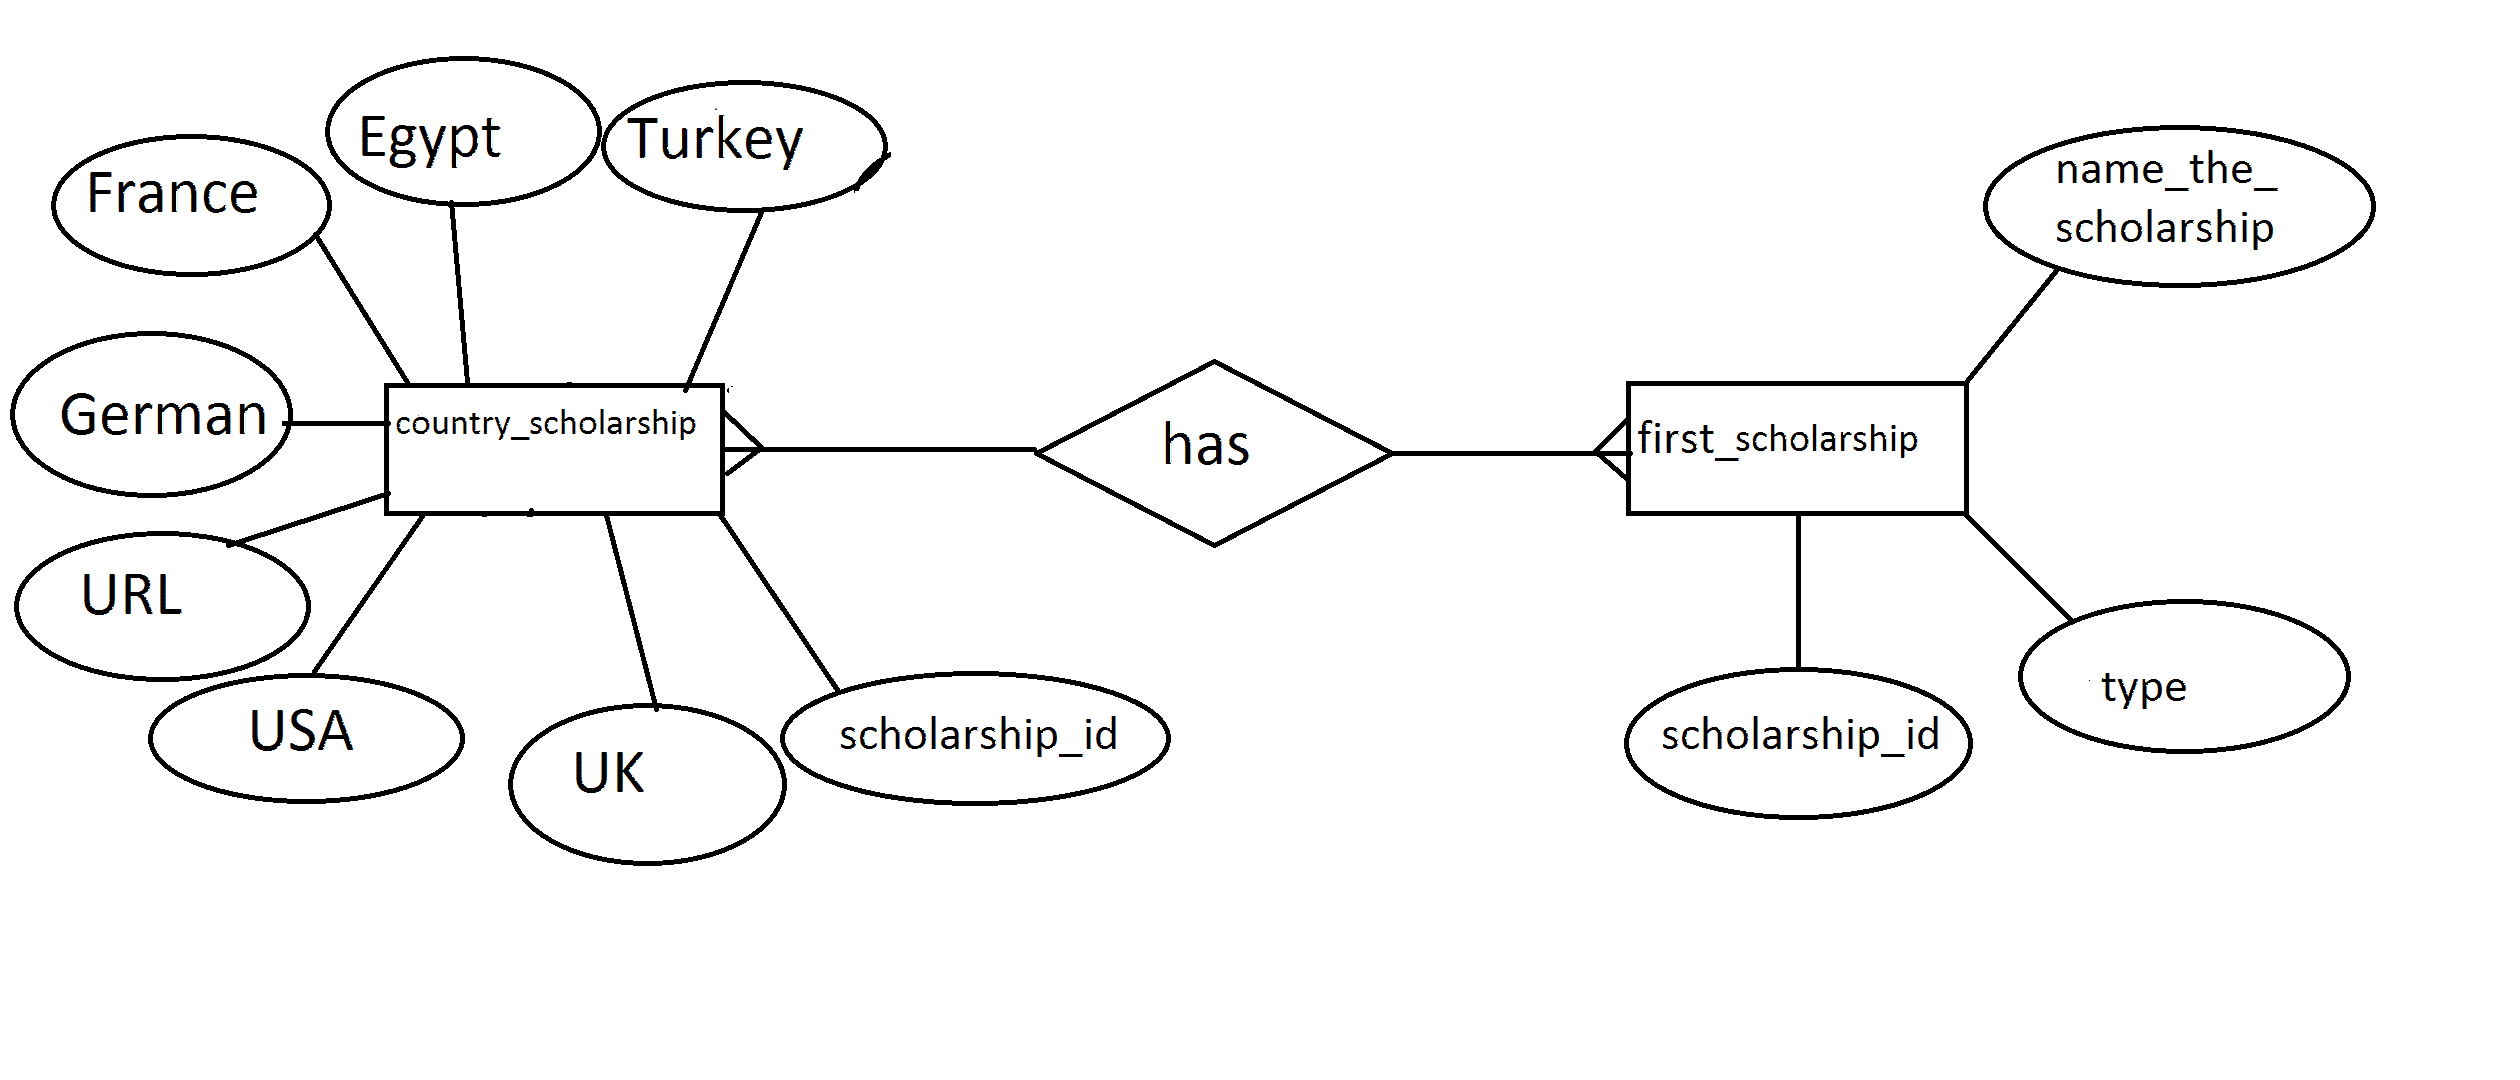 Egypt
Turkey
France
name_the_
scholarship
German
country_scholarship
has
first_scholarship
URL
USA
UK
scholarship_id
scholarship_id
type